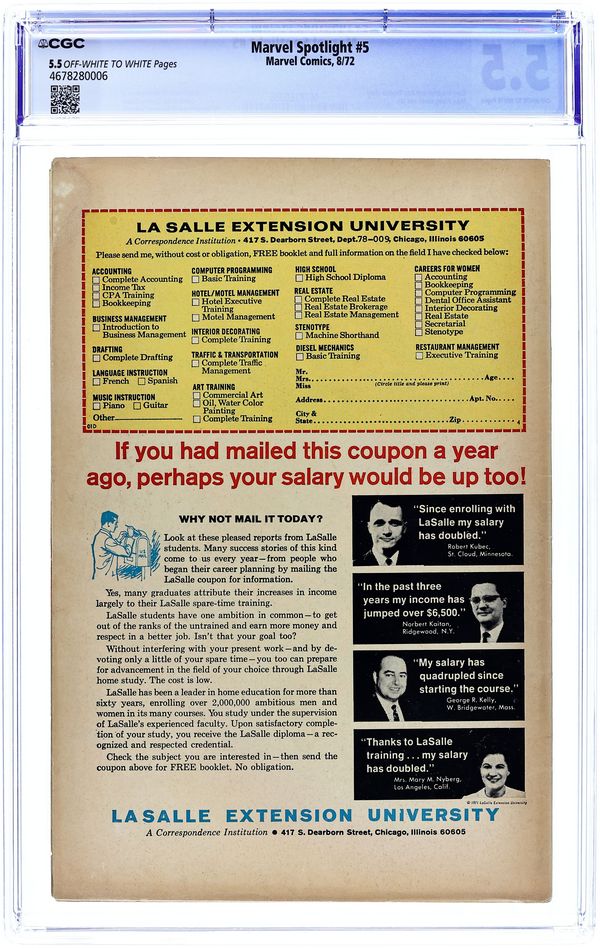 CGC
Marvel Spotlight #5
5.5 OFF-WHITE TO WHITE Pages
Marvel Comics, 8/72
4678280006
5.5
LA SALLE EXTENSION UNIVERSITY
A Correspondence Institution • 417 S. Dearborn Street, Dept. 78-009, Chicago, Illinois 60605
Please send me, without cost or obligation, FREE booklet and full information on the field I have checked below:
ACCOUNTING
Complete Accounting
Income Tax
CPA Training
Bookkeeping
BUSINESS MANAGEMENT
Introduction to
Business Management
DRAFTING
Complete Drafting
LANGUAGE INSTRUCTION
French Spanish
MUSIC INSTRUCTION
Piano Guitar
Other
COMPUTER PROGRAMMING
Basic Training
HOTEL/MOTEL MANAGEMENT
Hotel Executive
Training
Motel Management
INTERIOR DECORATING
Complete Training
TRAFFIC & TRANSPORTATION
Complete Traffic
Management
ART TRAINING
Commercial Art
Oil, Water Color
Painting
Complete Training
HIGH SCHOOL
High School Diploma
REAL ESTATE
Complete Real Estate
Real Estate Brokerage
Real Estate Management
STENOTYPE
Machine Shorthand
DIESEL MECHANICS
Basic Training
CAREERS FOR WOMEN
Accounting
Bookkeeping
Computer Programming
Dental Office Assistant
Interior Decorating
Real Estate
Secretarial
Stenotype
RESTAURANT MANAGEMENT
Executive Training
Mr.
Mrs. Age
Miss (Circle title and please print)
Address Apt. No.
City &
State Zip
If you had mailed this coupon a year
ago, perhaps your salary would be up too!
WHY NOT MAIL IT TODAY?
Look at these pleased reports from LaSalle
students. Many success stories of this kind
come to us every year—from people who
began their career planning by mailing the
LaSalle coupon for information.
Yes, many graduates attribute their increases in income
largely to their LaSalle spare-time training.
LaSalle students have one ambition in common—to get
out of the ranks of the untrained and earn more money and
respect in a better job. Isn't that your goal too?
Without interfering with your present work—and by de-
voting only a little of your spare time—you too can prepare
for advancement in the field of your choice through LaSalle
home study. The cost is low.
LaSalle has been a leader in home education for more than
sixty years, enrolling over 2,000,000 ambitious men and
women in its many courses. You study under the supervision
of LaSalle's experienced faculty. Upon satisfactory comple-
tion of your study, you receive the LaSalle diploma—a rec-
ognized and respected credential.
Check the subject you are interested in—then send the
coupon above for FREE booklet. No obligation.
"Since enrolling with
LaSalle my salary
has doubled."
Robert Kubec,
St. Cloud, Minnesota.
"In the past three
years my income has
jumped over $6,500."
Norbert Kaitan,
Ridgewood, N.Y.
"My salary has
quadrupled since
starting the course."
George R. Kelly,
W. Bridgewater, Mass.
"Thanks to LaSalle
training . . . my salary
has doubled."
Mrs. Mary M. Nyberg,
Los Angeles, Calif.
© 1971 LaSalle Extension University
LASALLE EXTENSION UNIVERSITY
A Correspondence Institution • 417 S. Dearborn Street, Chicago, Illinois 60605